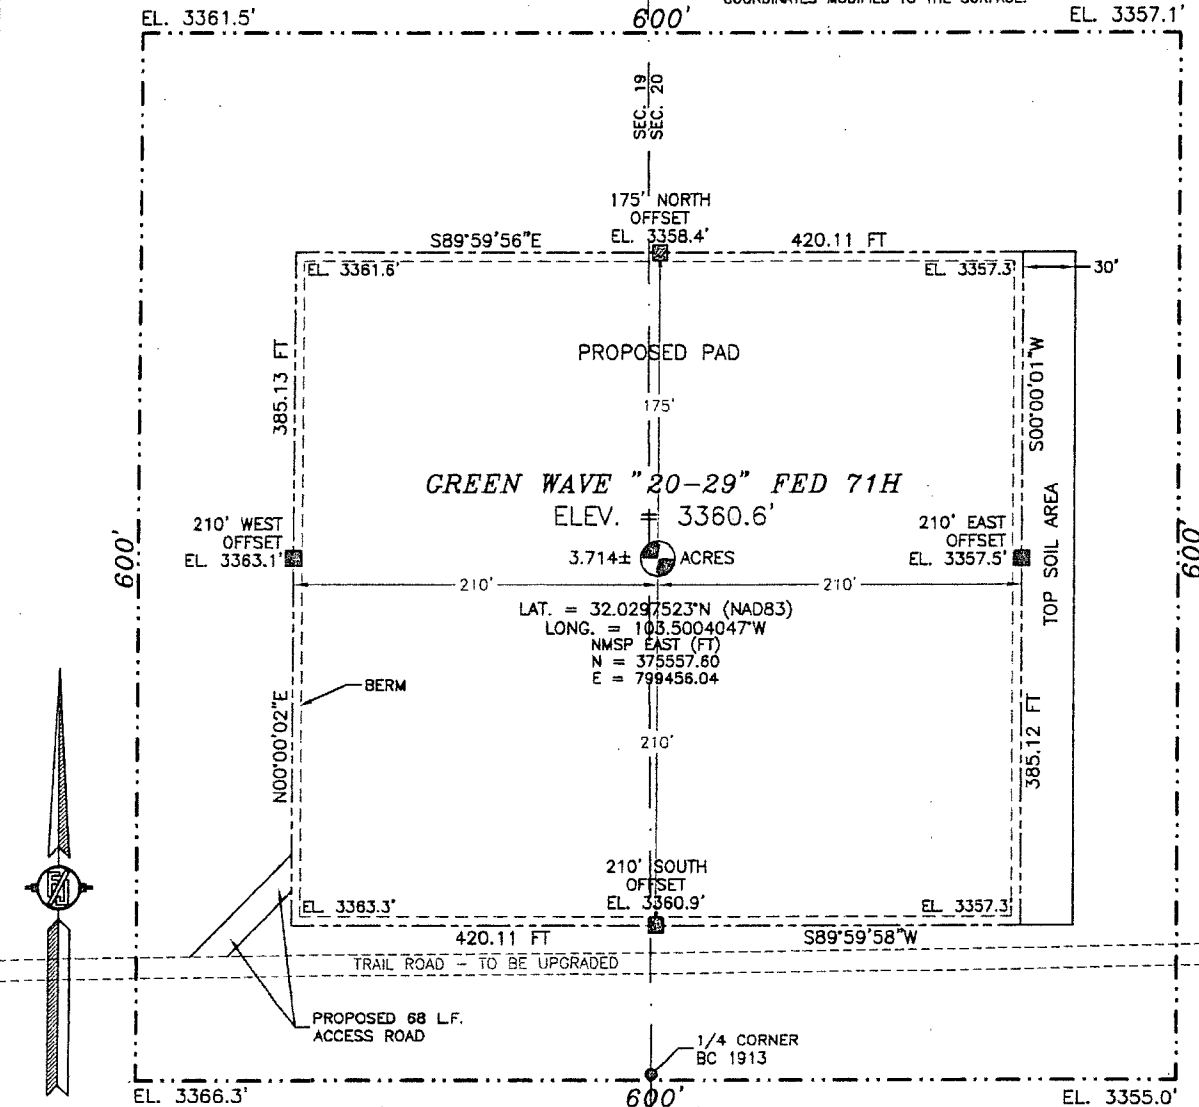 COORDINATES MODIFIED TO THE SURFACE.
EL. 3361.5'
600'
EL. 3357.1'
SEC. 19
SEC. 20
175' NORTH
OFFSET
EL. 3358.4'
S89°59'56"E
420.11 FT
EL. 3361.6'
EL. 3357.3'
30'
PROPOSED PAD
385.13 FT
S00°00'01"W
175'
GREEN WAVE "20-29" FED 71H
ELEV. = 3360.6'
210' WEST
OFFSET
EL. 3363.1'
210' EAST
OFFSET
EL. 3357.5'
600'
600'
3.714± ACRES
TOP SOIL AREA
210'
210'
LAT. = 32.0297523°N (NAD83)
LONG. = 103.5004047°W
NMSP EAST (FT)
N = 375557.60
E = 799456.04
BERM
N00°00'02"E
210'
385.12 FT
210' SOUTH
OFFSET
EL. 3360.9'
EL. 3363.3'
EL. 3357.3'
420.11 FT
S89°59'58"W
TRAIL ROAD - TO BE UPGRADED
PROPOSED 68 L.F.
ACCESS ROAD
1/4 CORNER
BC 1913
EL. 3366.3'
600'
EL. 3355.0'